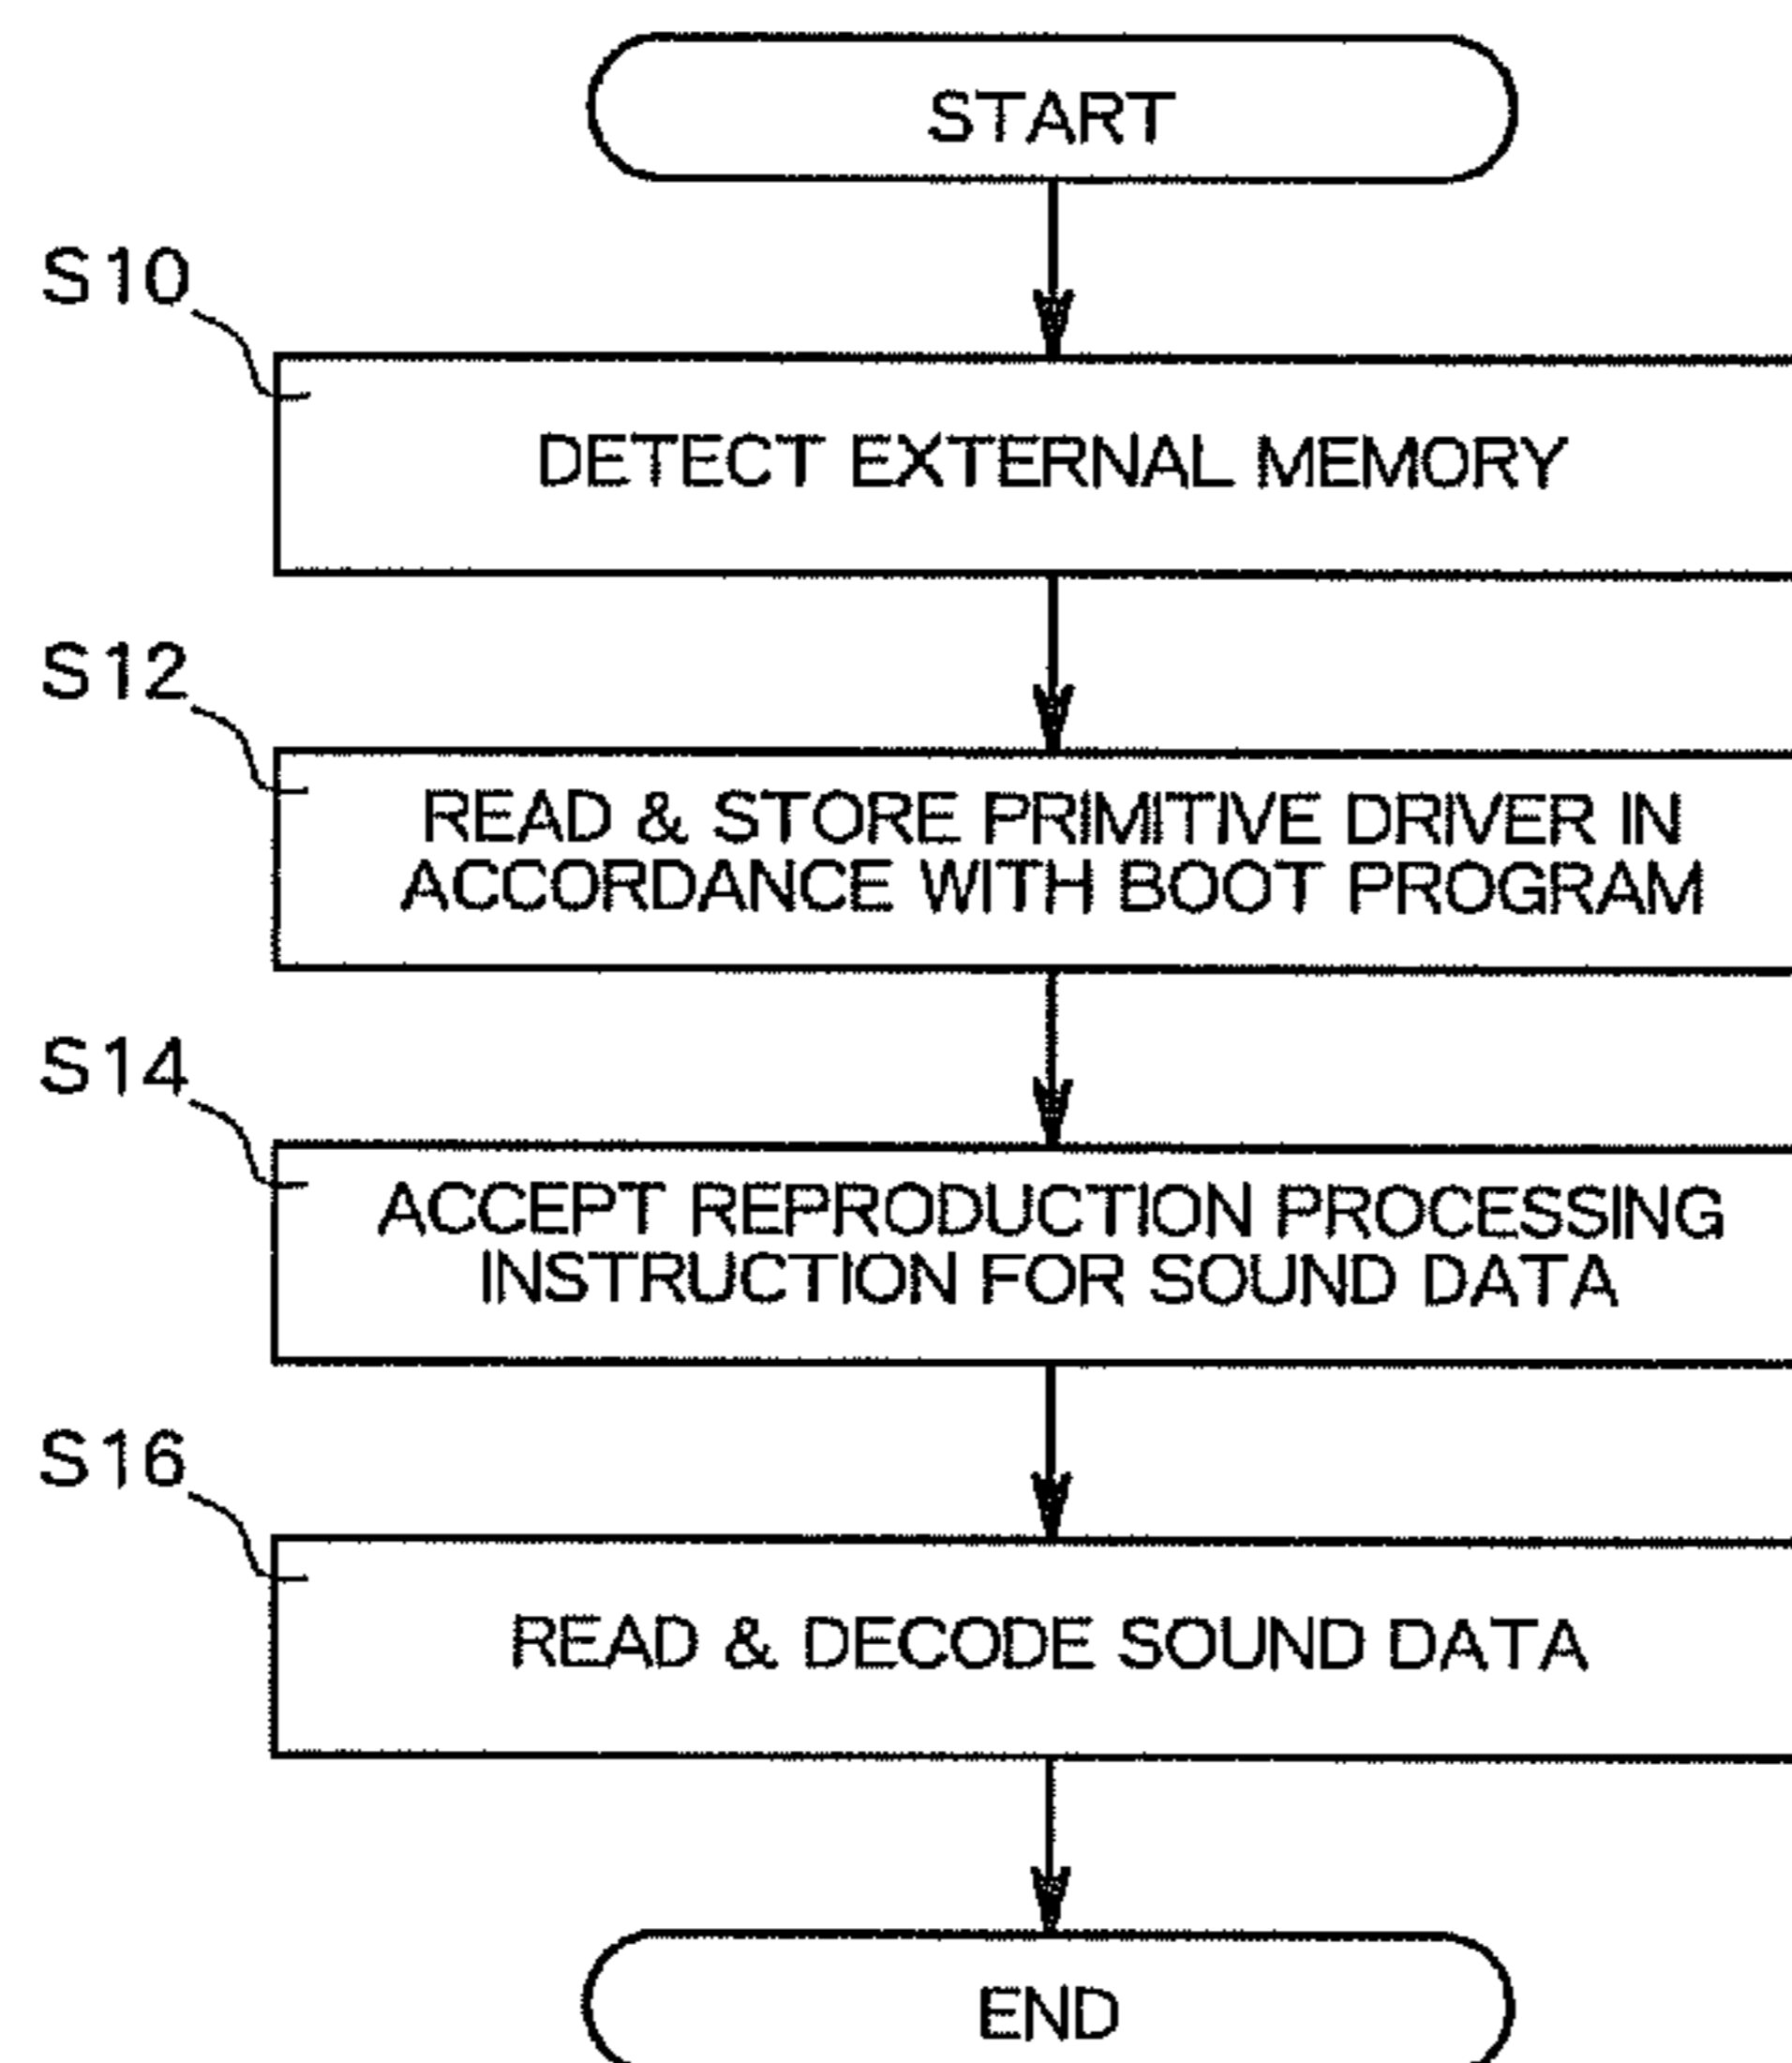 START
S10
DETECT EXTERNAL MEMORY
S12
READ & STORE PRIMITIVE DRIVER IN
ACCORDANCE WITH BOOT PROGRAM
S14
ACCEPT REPRODUCTION PROCESSING
INSTRUCTION FOR SOUND DATA
S16
READ & DECODE SOUND DATA
END